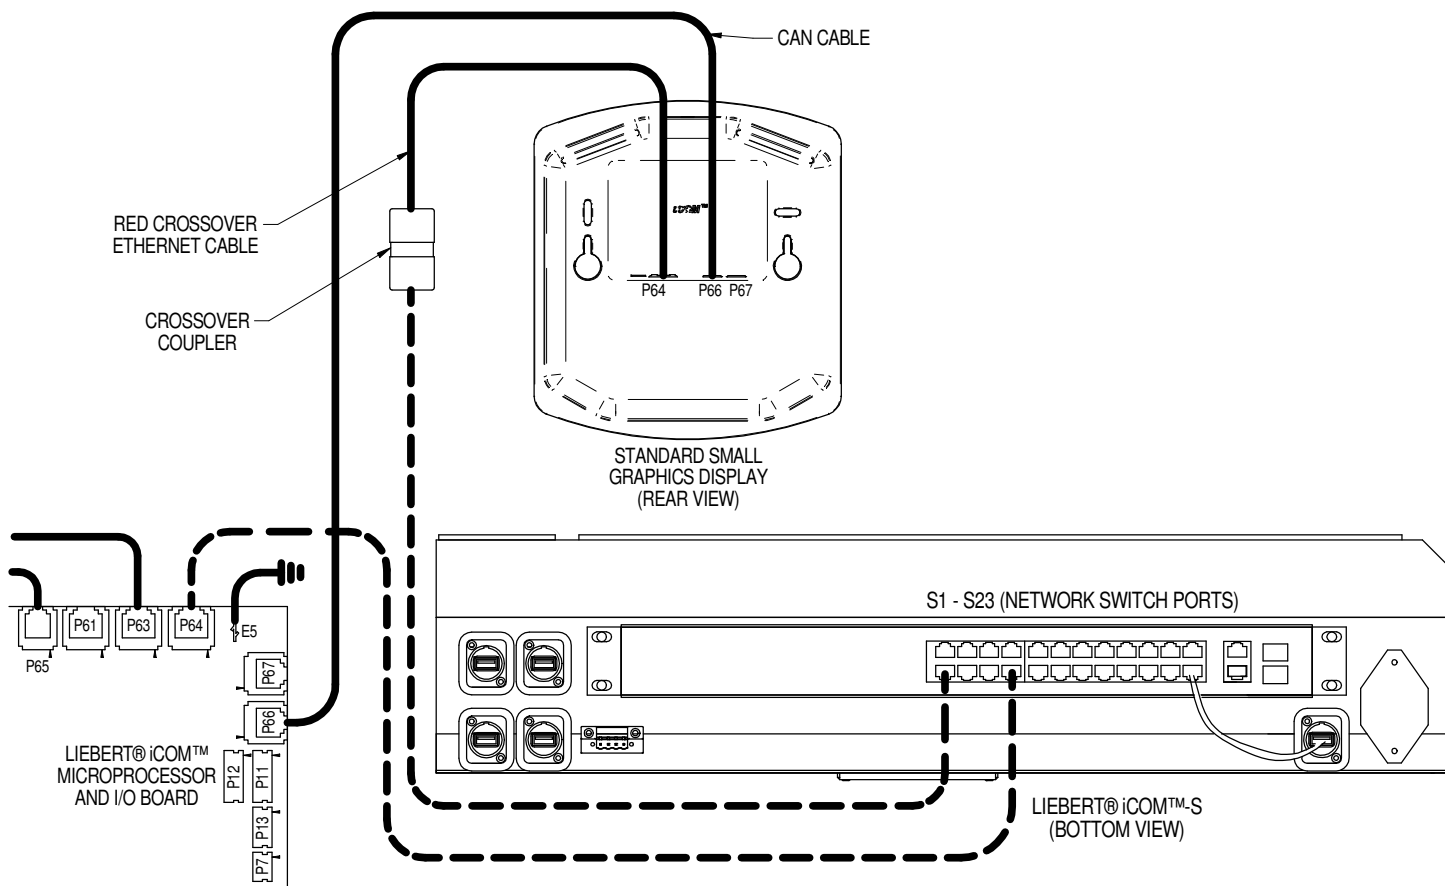 CAN CABLE
RED CROSSOVER
ETHERNET CABLE
CROSSOVER
COUPLER
P64
P66
P67
STANDARD SMALL
GRAPHICS DISPLAY
(REAR VIEW)
S1 - S23 (NETWORK SWITCH PORTS)
P61
P63
P64
E5
P65
P67
P66
LIEBERT® iCOM™
MICROPROCESSOR
AND I/O BOARD
P12
P11
P13
P7
LIEBERT® iCOM™-S
(BOTTOM VIEW)